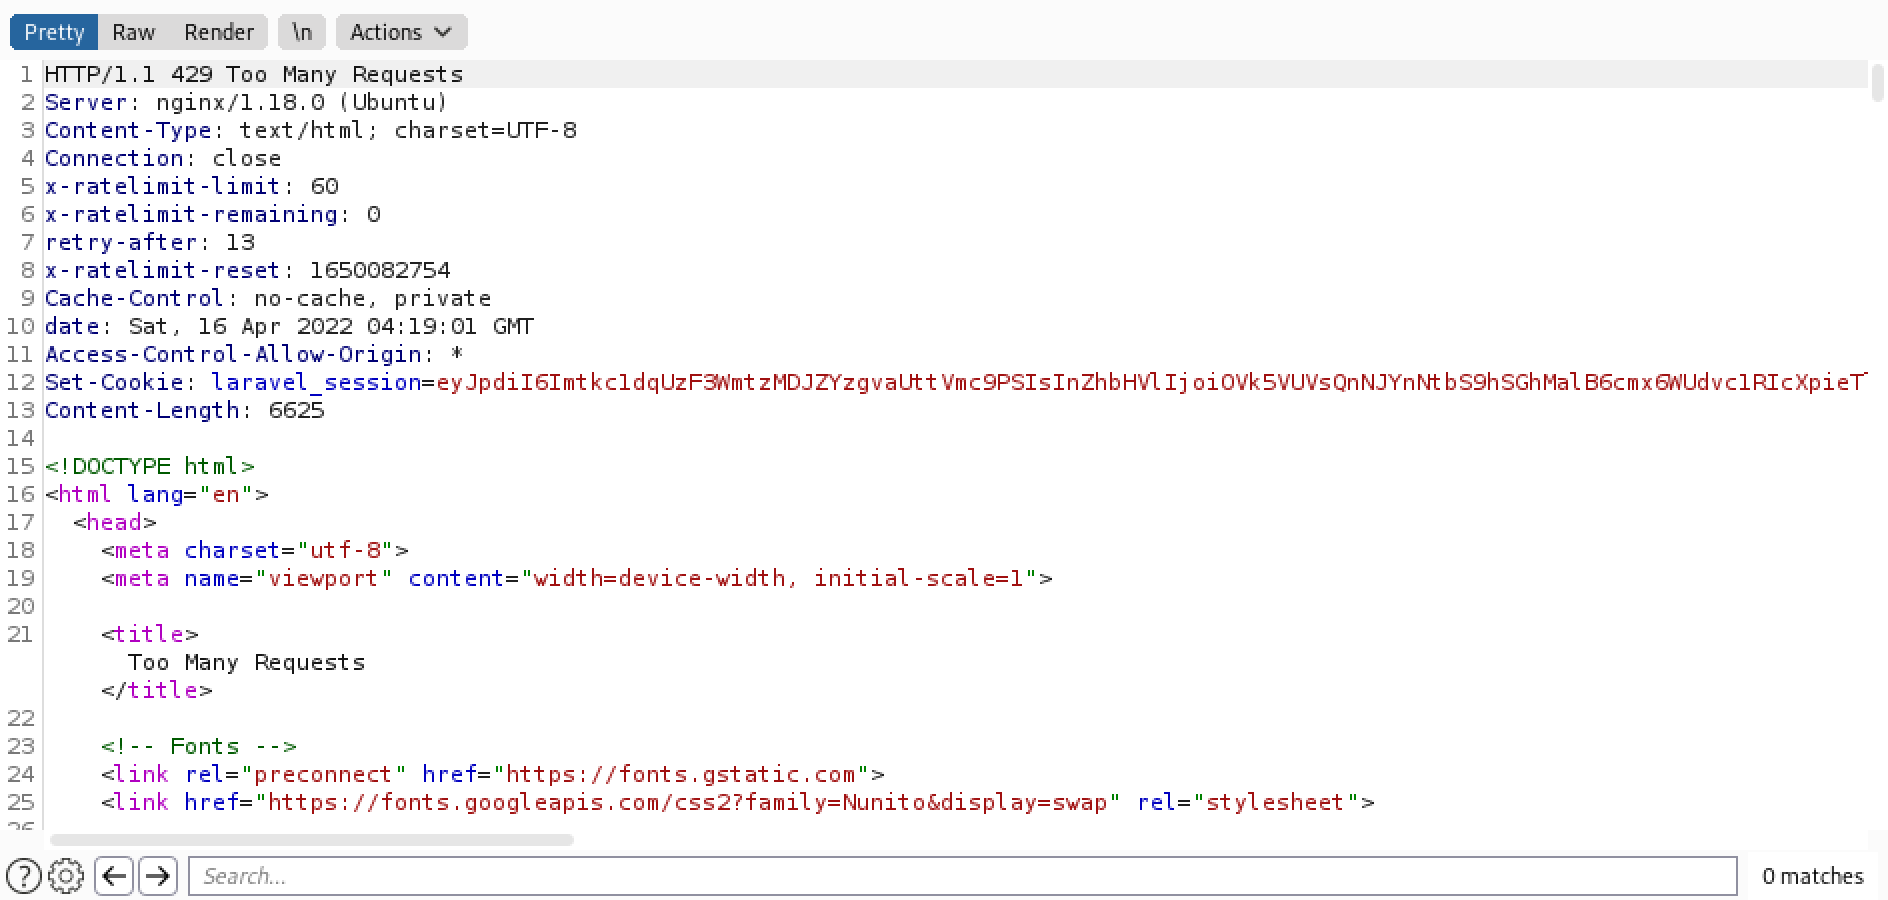 Pretty Raw Render \n Actions
1 HTTP/1.1 429 Too Many Requests
2 Server: nginx/1.18.0 (Ubuntu)
3 Content-Type: text/html; charset=UTF-8
4 Connection: close
5 x-ratelimit-limit: 60
6 x-ratelimit-remaining: 0
7 retry-after: 13
8 x-ratelimit-reset: 1650082754
9 Cache-Control: no-cache, private
10 date: Sat, 16 Apr 2022 04:19:01 GMT
11 Access-Control-Allow-Origin: *
12 Set-Cookie: laravel_session=
13 Content-Length: 6625
14
15 <!DOCTYPE html>
16 <html lang="en">
17 <head>
18 <meta charset="utf-8">
19 <meta name="viewport" content="width=device-width, initial-scale=1">
20
21 <title>
Too Many Requests
</title>
22
23 <!-- Fonts -->
24 <link rel="preconnect" href="https://fonts.gstatic.com">
25 <link href="https://fonts.googleapis.com/css2?family=Nunito&display=swap" rel="stylesheet">
Search...
0 matches